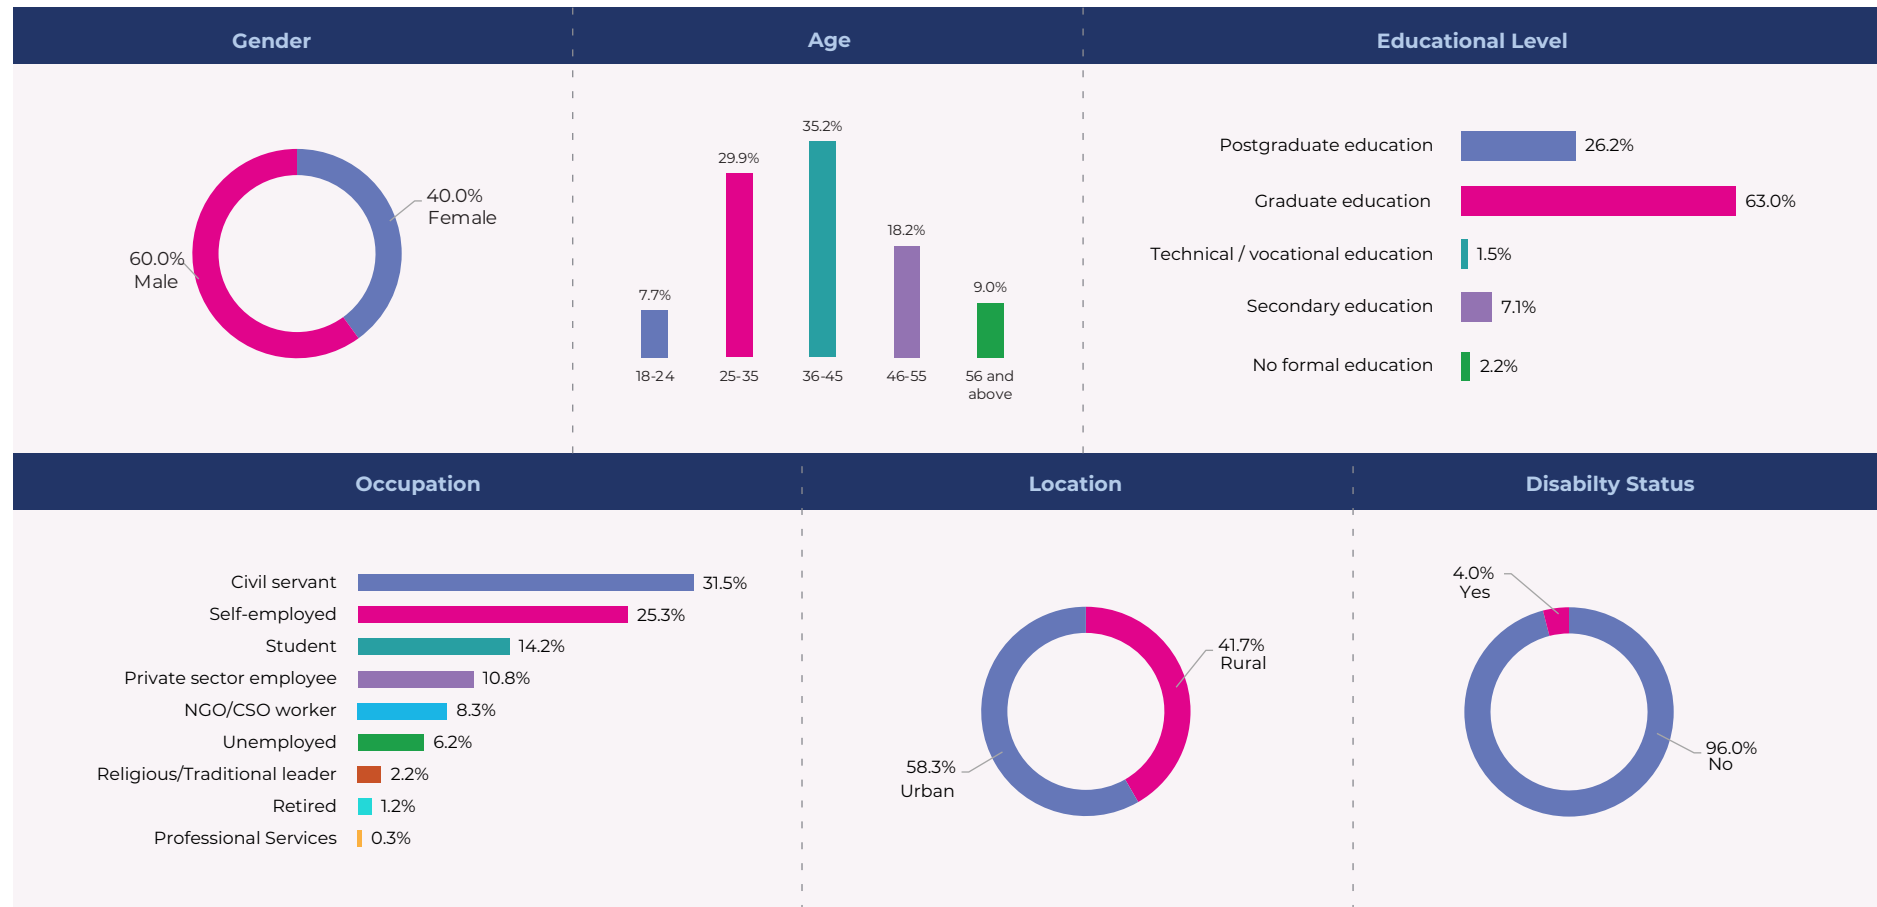 Gender
Age
Educational Level
40.0%
Female
60.0%
Male
35.2%
29.9%
18.2%
9.0%
7.7%
18-24
25-35
36-45
46-55
56 and
above
Postgraduate education 26.2%
Graduate education 63.0%
Technical / vocational education 1.5%
Secondary education 7.1%
No formal education 2.2%
Occupation
Location
Disabilty Status
Civil servant 31.5%
Self-employed 25.3%
Student 14.2%
Private sector employee 10.8%
NGO/CSO worker 8.3%
Unemployed 6.2%
Religious/Traditional leader 2.2%
Retired 1.2%
Professional Services 0.3%
41.7%
Rural
58.3%
Urban
4.0%
Yes
96.0%
No